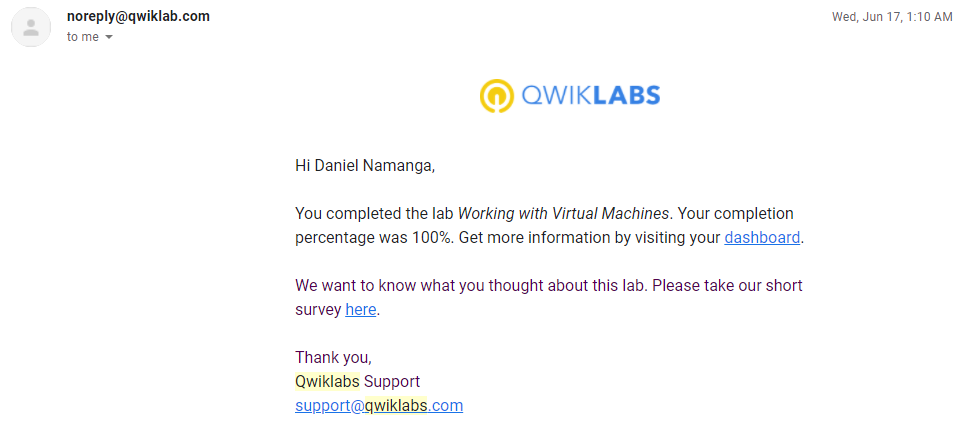 noreply@qwiklab.com
Wed, Jun 17, 1:10 AM
to me
QWIKLABS
Hi Daniel Namanga,
You completed the lab Working with Virtual Machines. Your completion
percentage was 100%. Get more information by visiting your dashboard.
We want to know what you thought about this lab. Please take our short
survey here.
Thank you,
Qwiklabs Support
support@qwiklabs.com